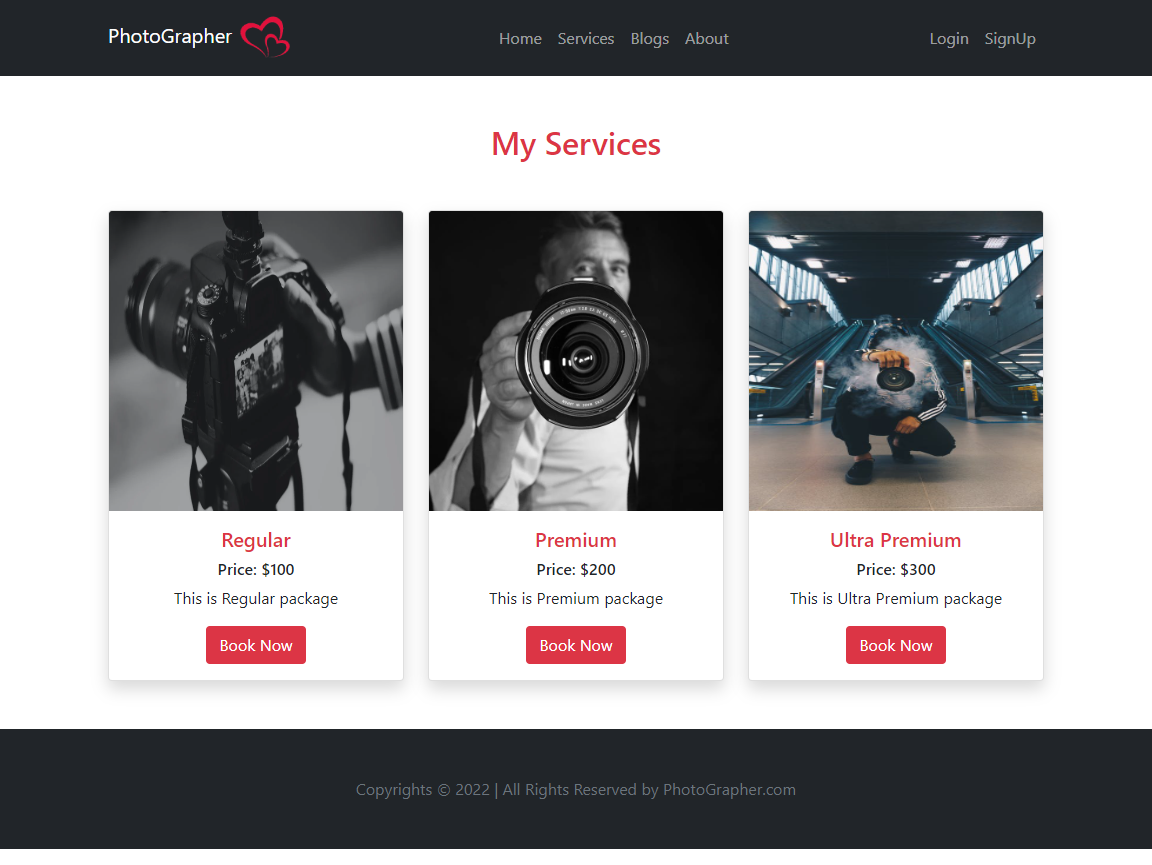 PhotoGrapher
Home Services Blogs About
Login SignUp
My Services
Regular
Price: $100
This is Regular package
Book Now
Premium
Price: $200
This is Premium package
Book Now
Ultra Premium
Price: $300
This is Ultra Premium package
Book Now
Copyrights © 2022 | All Rights Reserved by PhotoGrapher.com